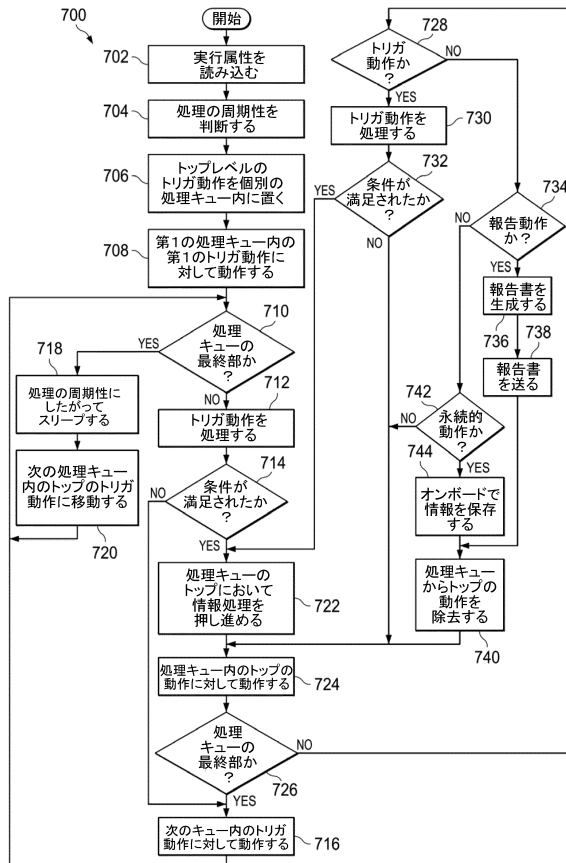 700
開始
702
実行属性を
読み込む
704
処理の周期性を
判断する
706
トップレベルの
トリガ動作を個別の
処理キュー内に置く
708
第1の処理キュー内の
第1のトリガ動作に
対して動作する
710
処理
キューの
最終部か
?
YES
NO
718
処理の周期性に
したがって
スリープする
次の処理キュー
内のトップのトリガ
動作に移動する
720
712
トリガ動作を
処理する
714
条件が
満足されたか
?
NO
YES
処理キューの
トップにおいて
情報処理を
押し進める
722
処理キュー内のトップの
動作に対して動作する
724
処理
キューの
最終部か
?
726
NO
YES
次のキュー内のトリガ
動作に対して動作する
716
728
トリガ
動作か
?
NO
YES
トリガ動作を
処理する
730
732
条件が
満足されたか
?
YES
NO
734
報告動作
か?
NO
YES
報告書を
生成する
736
738
報告書
を送る
742
永続的
動作か
?
NO
YES
744
オンボードで
情報を保存
する
処理キュー
からトップの
動作を
除去する
740